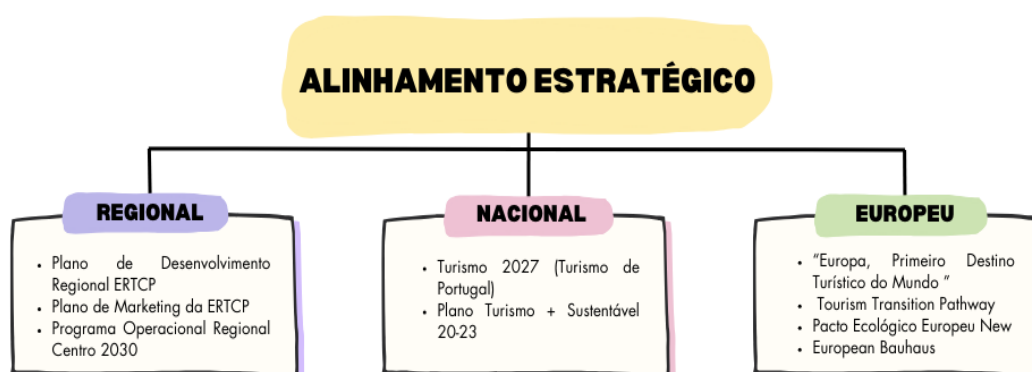 ALINHAMENTO ESTRATÉGICO
REGIONAL
• Plano de Desenvolvimento
Regional ERTCP
• Plano de Marketing da ERTCP
• Programa Operacional Regional
Centro 2030
NACIONAL
• Turismo 2027 (Turismo de
Portugal)
• Plano Turismo + Sustentável
20-23
EUROPEU
• “Europa, Primeiro Destino
Turístico do Mundo ”
• Tourism Transition Pathway
• Pacto Ecológico Europeu New
• European Bauhaus